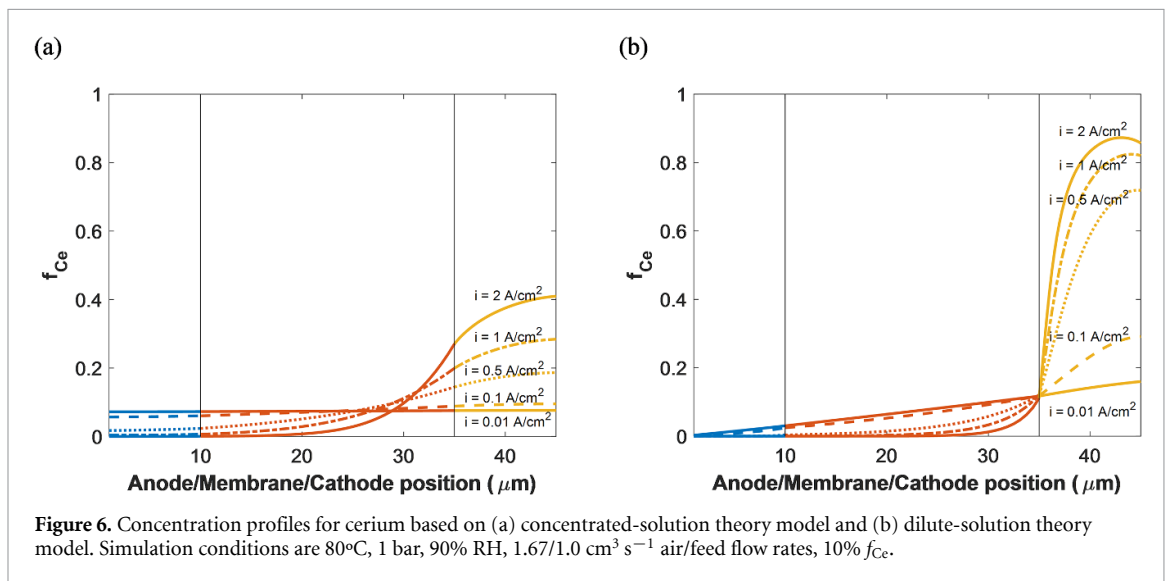 (a)
1
0.8
0.6
0.4
0.2
0
f_Ce
i = 2 A/cm²
i = 1 A/cm²
i = 0.5 A/cm²
i = 0.1 A/cm²
i = 0.01 A/cm²
10 20 30 40
Anode/Membrane/Cathode position ( μm)
(b)
1
0.8
0.6
0.4
0.2
0
f_Ce
i = 2 A/cm²
i = 1 A/cm²
i = 0.5 A/cm²
i = 0.1 A/cm²
i = 0.01 A/cm²
10 20 30 40
Anode/Membrane/Cathode position ( μm)
Figure 6. Concentration profiles for cerium based on (a) concentrated-solution theory model and (b) dilute-solution theory
model. Simulation conditions are 80ºC, 1 bar, 90% RH, 1.67/1.0 cm³ s⁻¹ air/feed flow rates, 10% f_Ce.